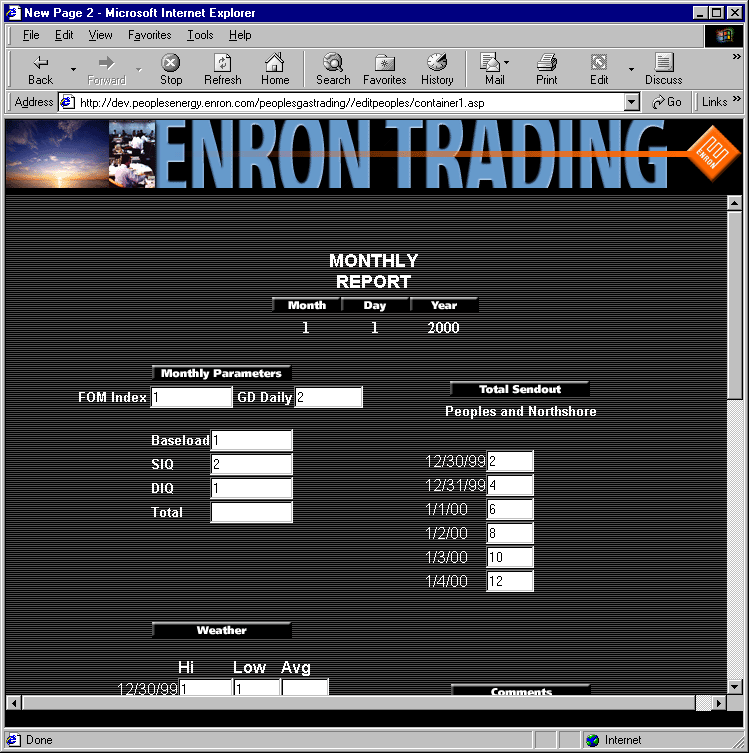 New Page 2 - Microsoft Internet Explorer
File Edit View Favorites Tools Help
Back Forward Stop Refresh Home Search Favorites History Mail Print Edit Discuss »
Address http://dev.peoplesenergy.enron.com/peoplesgastrading//editpeoples/container1.asp Go Links »
ENRON TRADING ENRON
MONTHLY
REPORT
Month Day Year
1 1 2000
Monthly Parameters
FOM Index 1 GD Daily 2
Baseload 1
SIQ 2
DIQ 1
Total
Total Sendout
Peoples and Northshore
12/30/99 2
12/31/99 4
1/1/00 6
1/2/00 8
1/3/00 10
1/4/00 12
Weather
Hi Low Avg
12/30/99 1 1
Comments
Done Internet